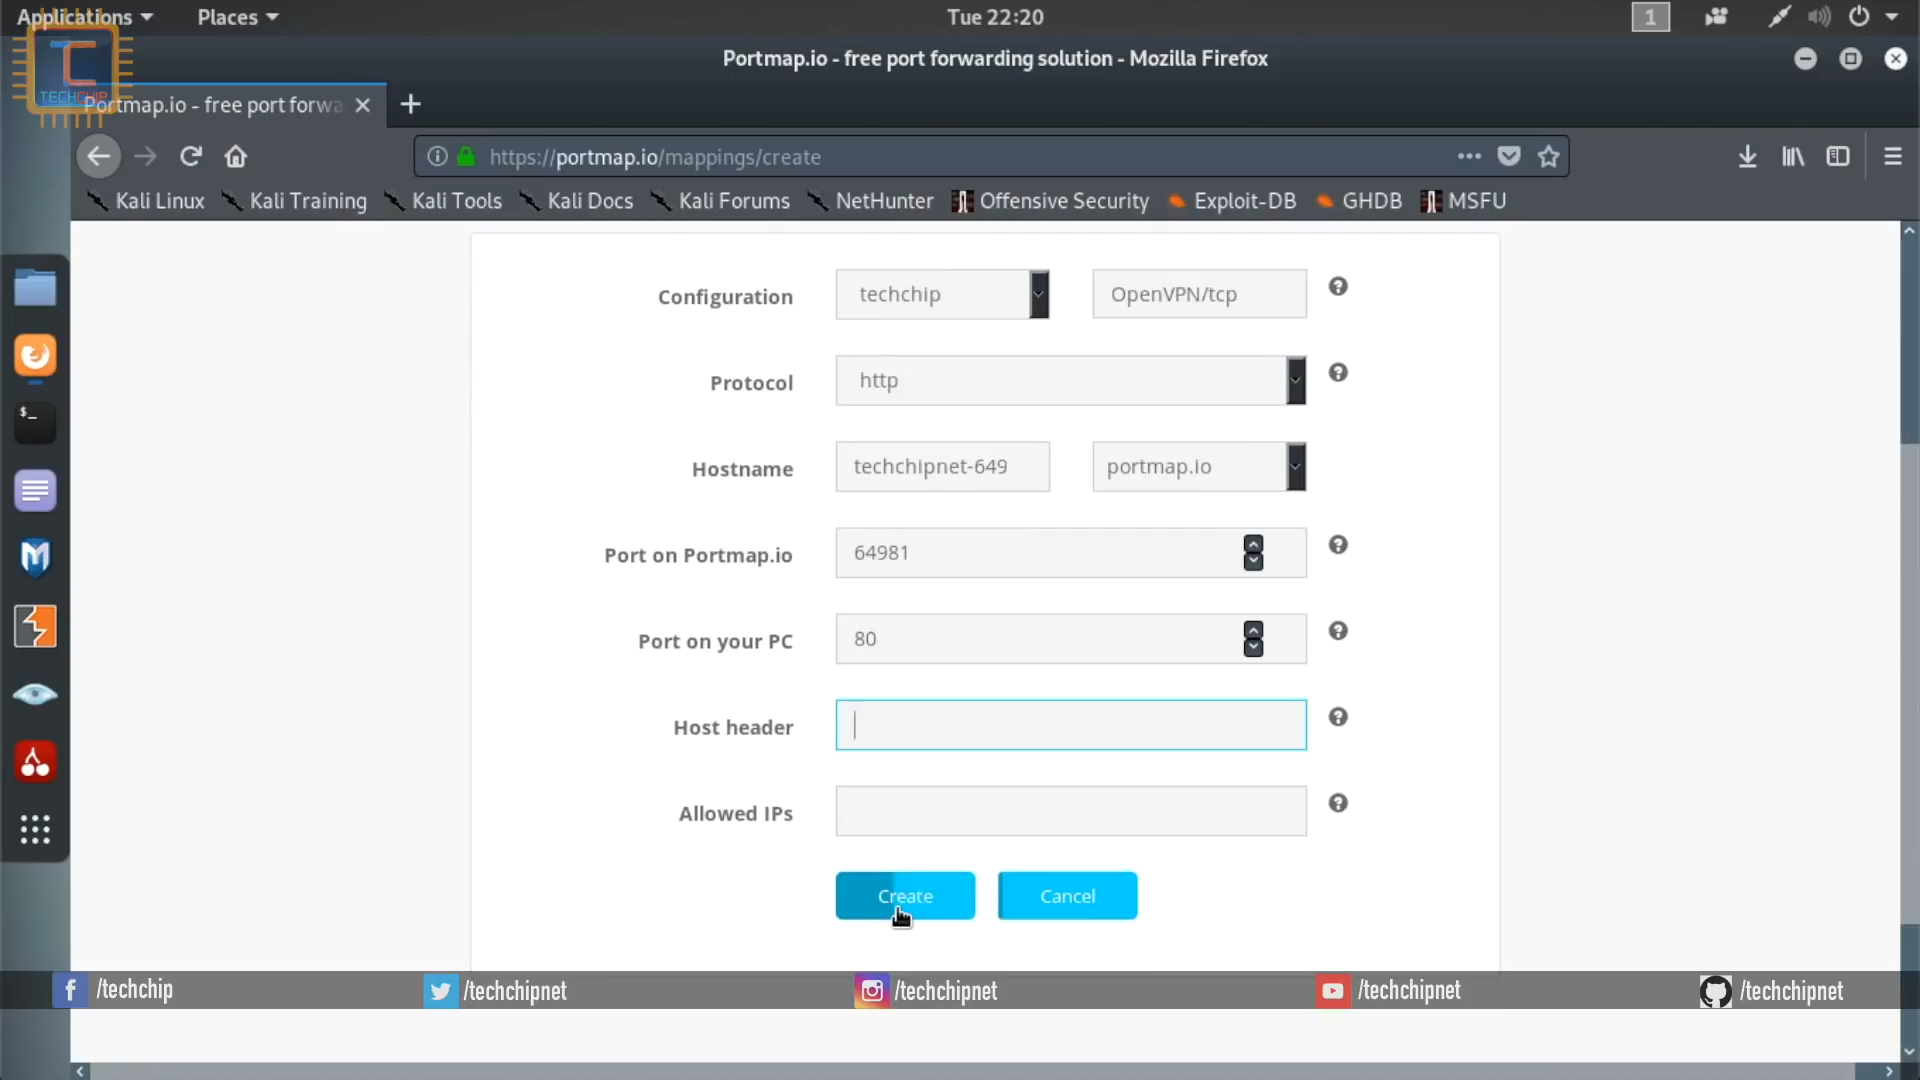 Applications Places Tue 22:20 1
Portmap.io - free port forwarding solution - Mozilla Firefox
TC
TECHCHIP
Portmap.io - free port forwa
https://portmap.io/mappings/create
Kali Linux Kali Training Kali Tools Kali Docs Kali Forums NetHunter Offensive Security Exploit-DB GHDB MSFU
Configuration techchip OpenVPN/tcp
Protocol http
Hostname techchipnet-649 portmap.io
Port on Portmap.io 64981
Port on your PC 80
Host header
Allowed IPs
Create Cancel
/techchip /techchipnet /techchipnet /techchipnet /techchipnet